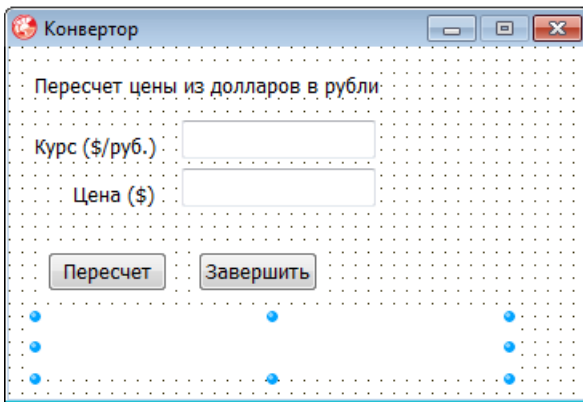 Конвертор
Пересчет цены из долларов в рубли
Курс ($/руб.)
Цена ($)
Пересчет Завершить